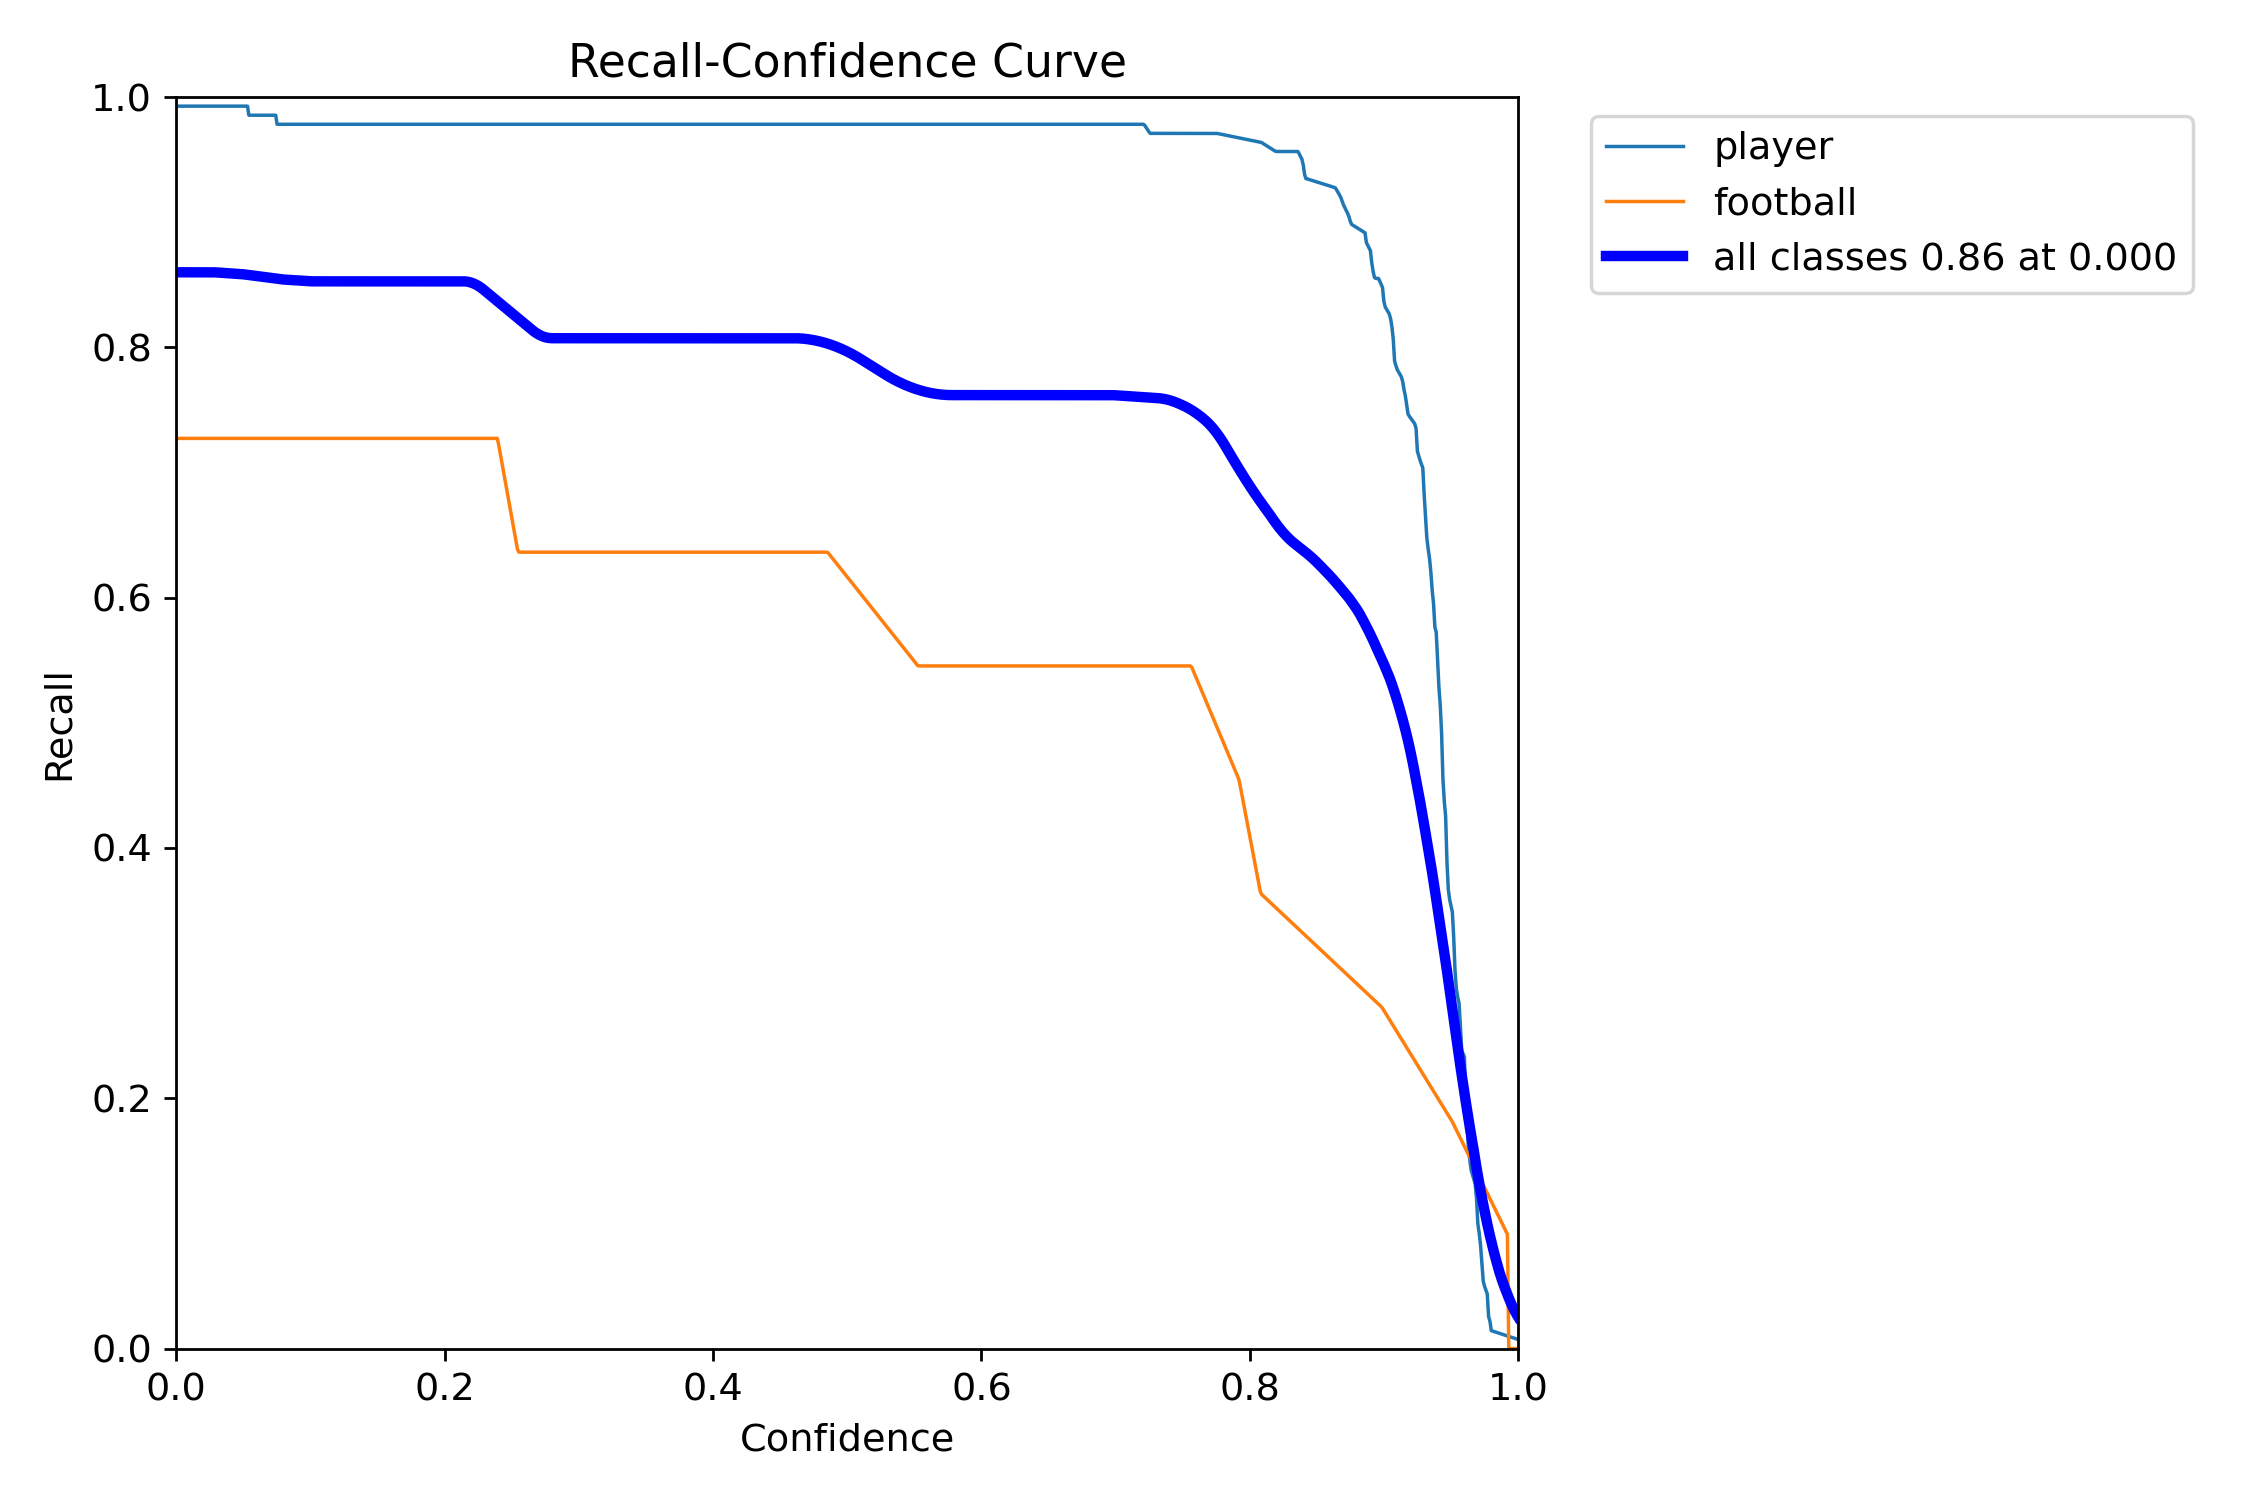 Recall-Confidence Curve
1.0
0.8
0.6
0.4
0.2
0.0
Recall
0.0 0.2 0.4 0.6 0.8 1.0
Confidence
player
football
all classes 0.86 at 0.000